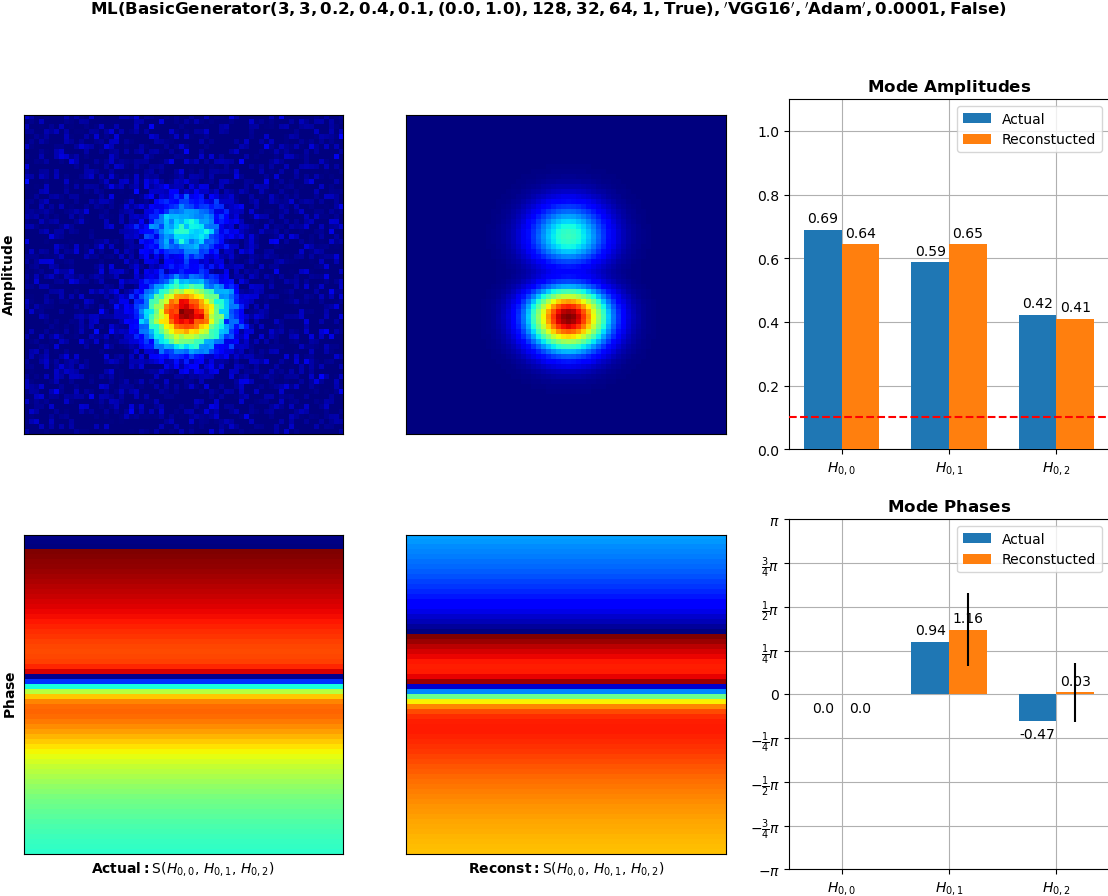 ML(BasicGenerator(3, 3, 0.2, 0.4, 0.1, (0.0, 1.0), 128, 32, 64, 1, True), 'VGG16', 'Adam', 0.0001, False)
Amplitude
Mode Amplitudes
Actual
Reconstucted
1.0
0.8
0.6
0.4
0.2
0.0
0.69
0.64
0.59
0.65
0.42
0.41
H0,0
H0,1
H0,2
Phase
Actual: S(H0,0, H0,1, H0,2)
Reconst: S(H0,0, H0,1, H0,2)
Mode Phases
Actual
Reconstucted
π
3/4π
1/2π
1/4π
0
−1/4π
−1/2π
−3/4π
−π
0.0
0.0
0.94
1.16
-0.47
0.03
H0,0
H0,1
H0,2